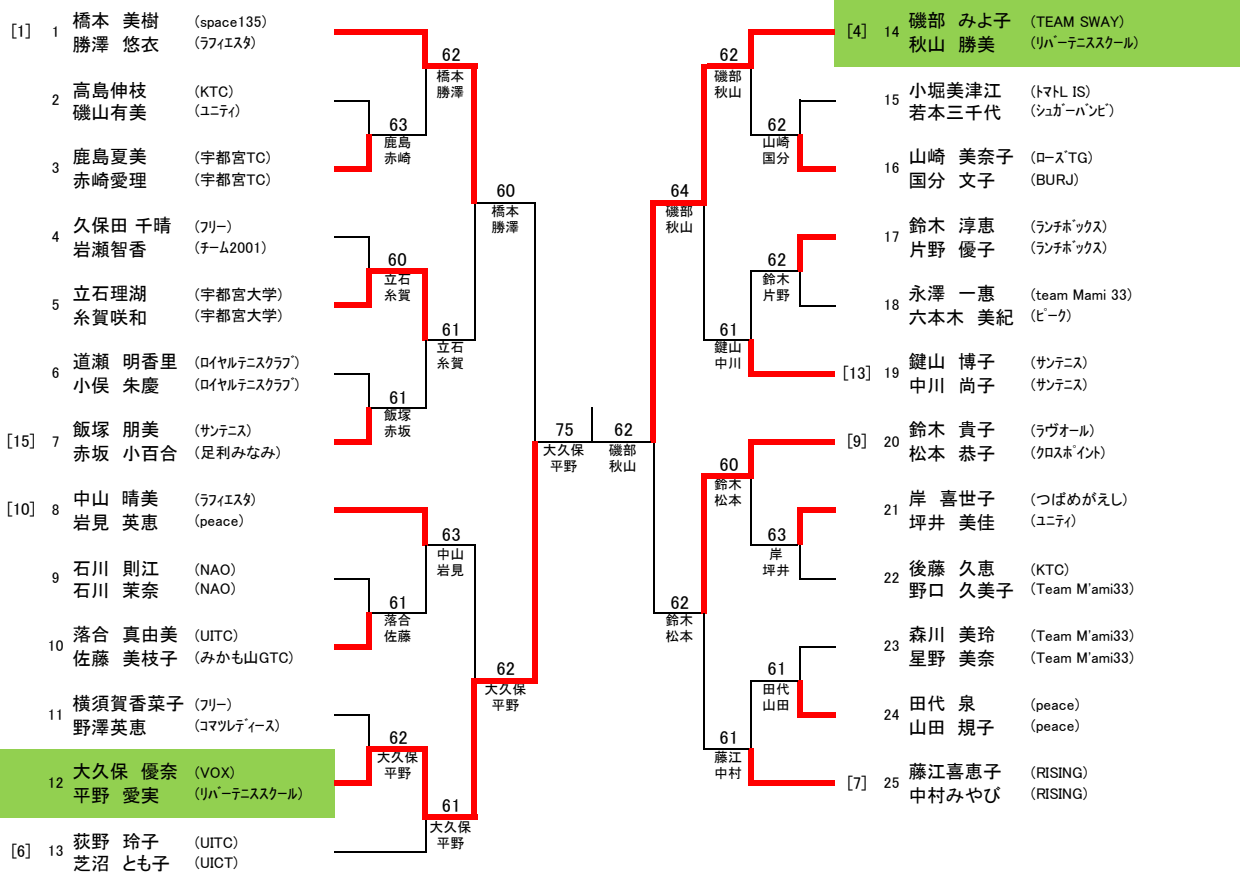 [1] 1 橋本 美樹 (space135)
勝澤 悠衣 (ラフィエスタ)
2 高島伸枝 (KTC)
磯山有美 (ユニティ)
3 鹿島夏美 (宇都宮TC)
赤崎愛理 (宇都宮TC)
4 久保田 千晴 (フリー)
岩瀬智香 (チーム2001)
5 立石理湖 (宇都宮大学)
糸賀咲和 (宇都宮大学)
6 道瀬 明香里 (ロイヤルテニスクラブ)
小俣 朱慶 (ロイヤルテニスクラブ)
[15] 7 飯塚 朋美 (サンテニス)
赤坂 小百合 (足利みなみ)
[10] 8 中山 晴美 (ラフィエスタ)
岩見 英恵 (peace)
9 石川 則江 (NAO)
石川 茉奈 (NAO)
10 落合 真由美 (UITC)
佐藤 美枝子 (みかも山GTC)
11 横須賀香菜子 (フリー)
野澤英恵 (コマツレディース)
12 大久保 優奈 (VOX)
平野 愛実 (リバーテニススクール)
[6] 13 荻野 玲子 (UITC)
芝沼 とも子 (UICT)
63
鹿島
赤崎
60
立石
糸賀
61
飯塚
赤坂
61
落合
佐藤
62
大久保
平野
62
橋本
勝澤
61
立石
糸賀
63
中山
岩見
61
大久保
平野
60
橋本
勝澤
62
大久保
平野
75
大久保
平野
62
磯部
秋山
64
磯部
秋山
62
鈴木
松本
62
磯部
秋山
61
鍵山
中川
60
鈴木
松本
61
藤江
中村
62
山崎
国分
62
鈴木
片野
63
岸
坪井
61
田代
山田
[4] 14 磯部 みよ子 (TEAM SWAY)
秋山 勝美 (リバーテニススクール)
15 小堀美津江 (トマトL IS)
若本三千代 (シュガーバンビ)
16 山崎 美奈子 (ローズTG)
国分 文子 (BURJ)
17 鈴木 淳恵 (ランチボックス)
片野 優子 (ランチボックス)
18 永澤 一惠 (team Mami 33)
六本木 美紀 (ピーク)
[13] 19 鍵山 博子 (サンテニス)
中川 尚子 (サンテニス)
[9] 20 鈴木 貴子 (ラヴォール)
松本 恭子 (クロスポイント)
21 岸 喜世子 (つばめがえし)
坪井 美佳 (ユニティ)
22 後藤 久恵 (KTC)
野口 久美子 (Team M'ami33)
23 森川 美玲 (Team M'ami33)
星野 美奈 (Team M'ami33)
24 田代 泉 (peace)
山田 規子 (peace)
[7] 25 藤江喜恵子 (RISING)
中村みやび (RISING)